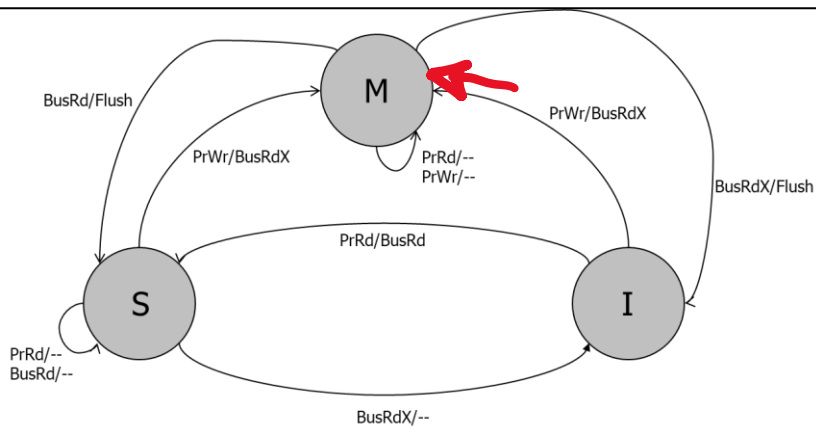 M
BusRd/Flush
PrWr/BusRdX
PrWr/BusRdX
PrRd/--
PrWr/--
BusRdX/Flush
PrRd/BusRd
S
I
PrRd/--
BusRd/--
BusRdX/--